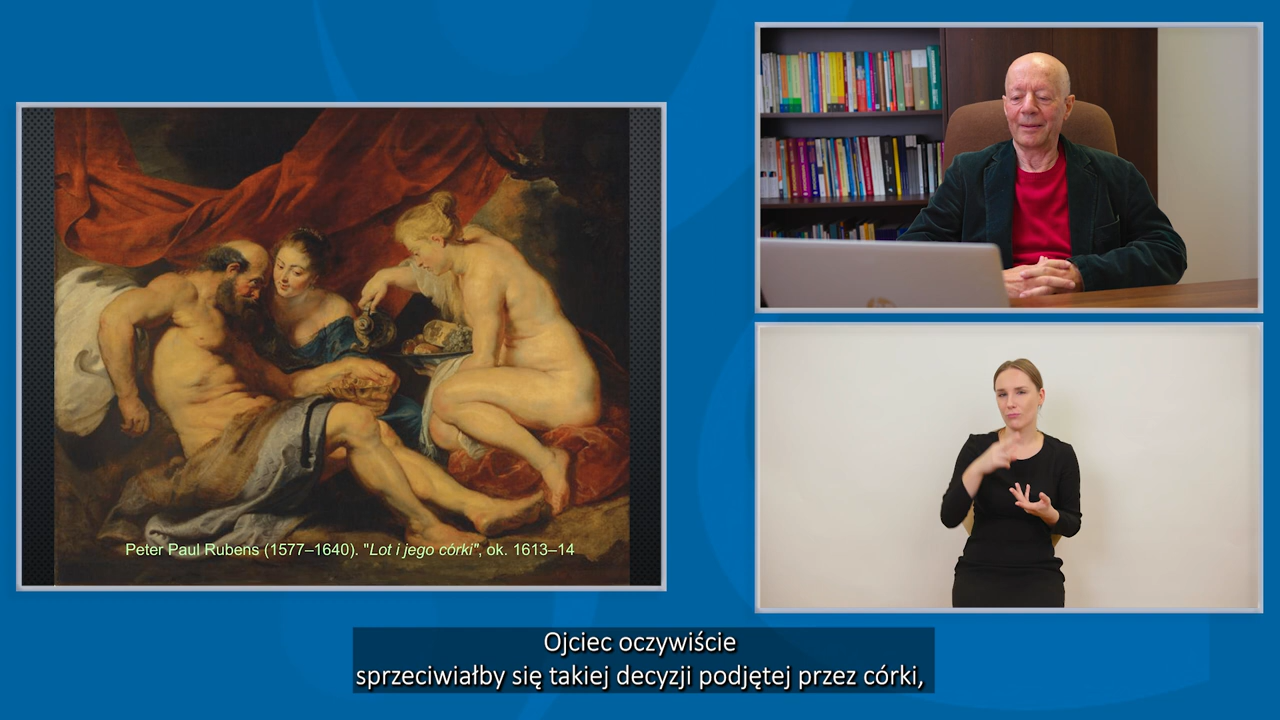 Peter Paul Rubens (1577–1640). "Lot i jego córki", ok. 1613–14
Ojciec oczywiście
sprzeciwiałby się takiej decyzji podjętej przez córki,